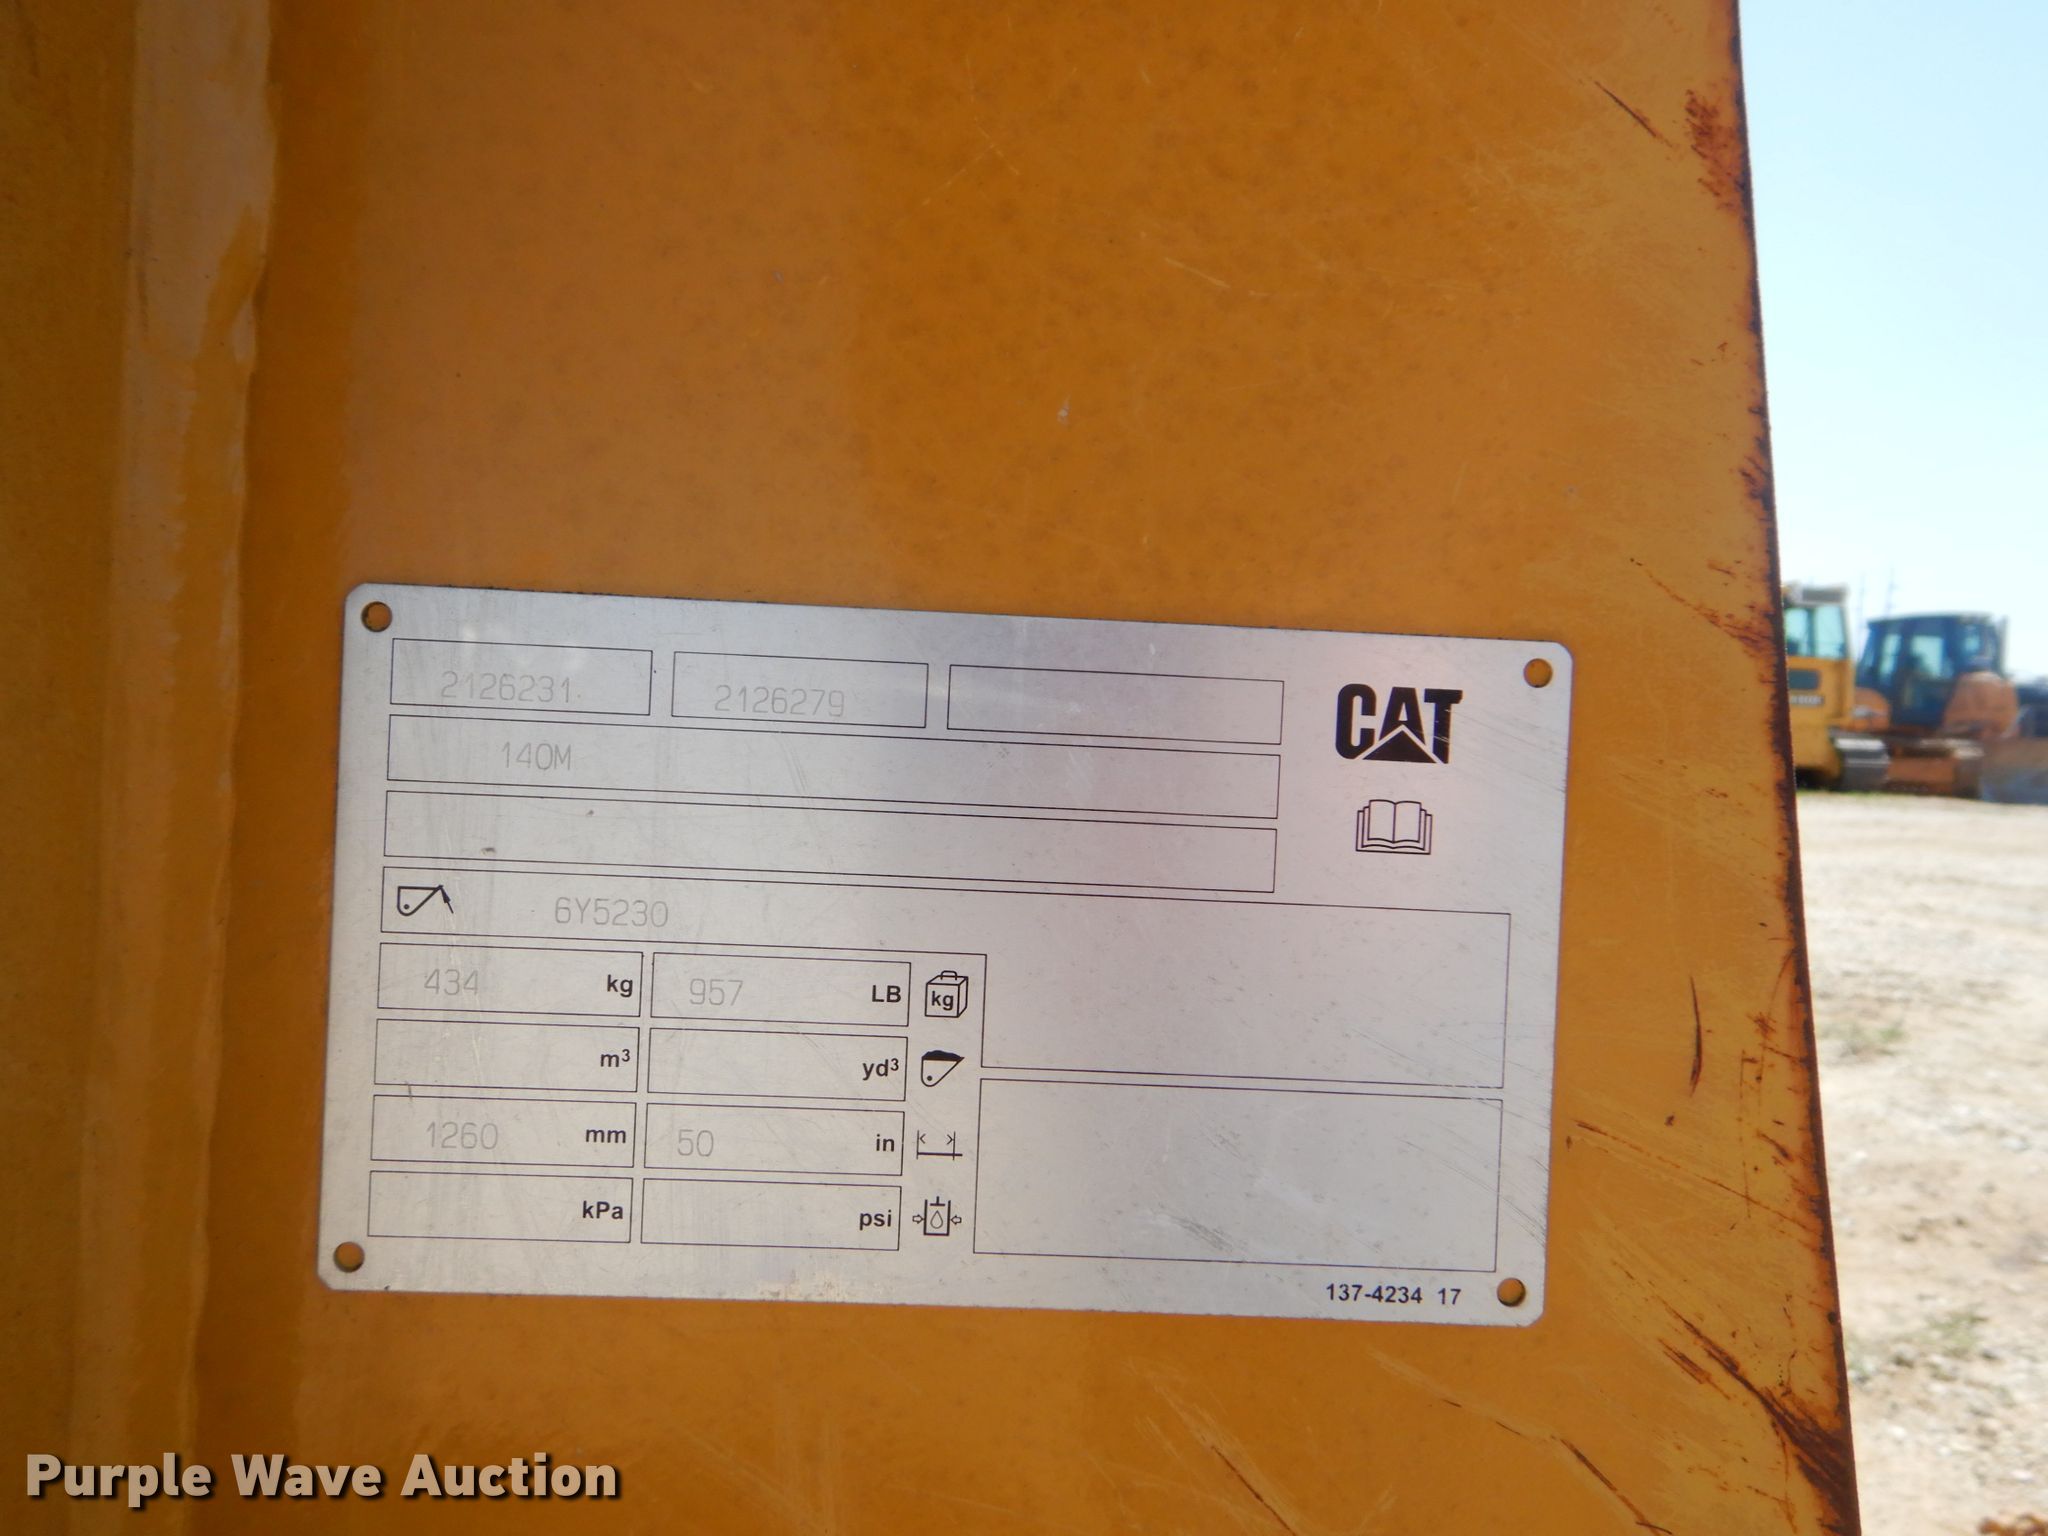 2126231 2126279
CAT
140M
6Y5230
434 kg 957 LB kg
m³ yd³
1260 mm 50 in
kPa psi
137-4234 17
Purple Wave Auction